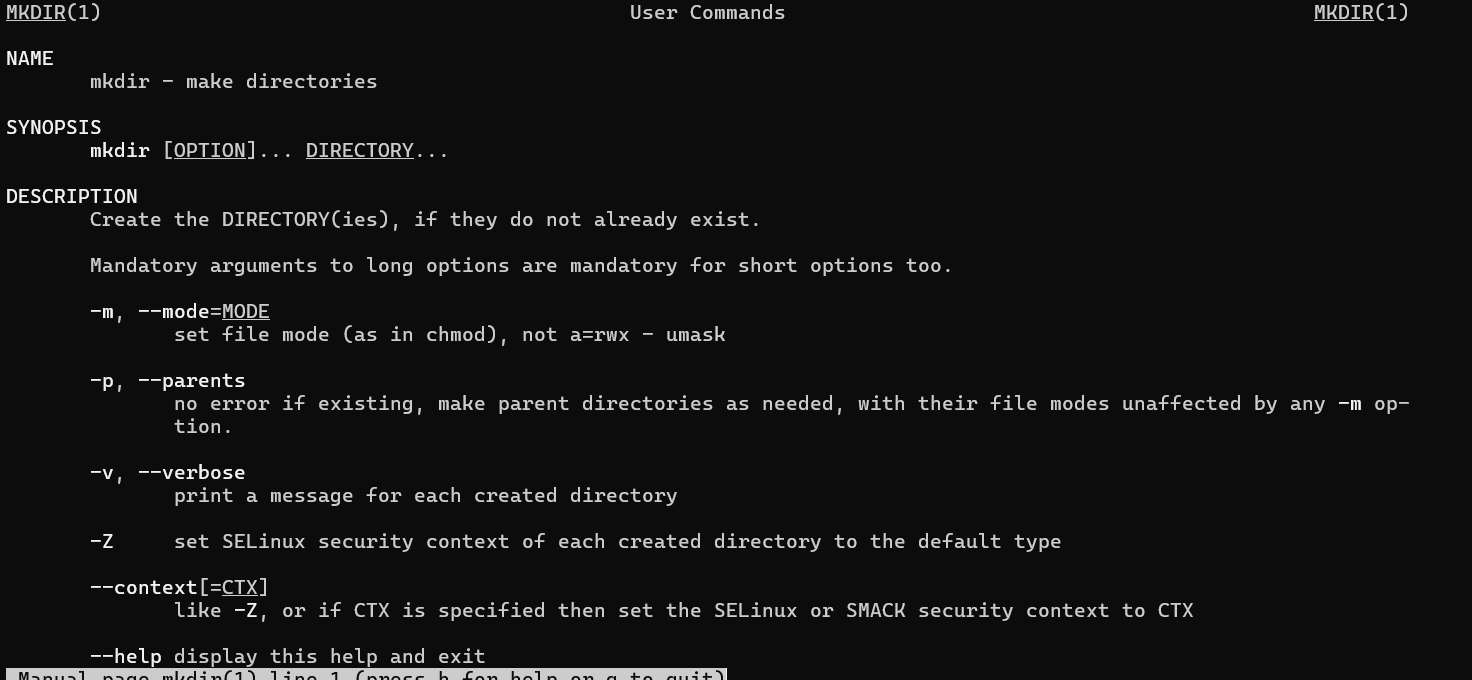 MKDIR(1) User Commands MKDIR(1)
NAME
mkdir - make directories
SYNOPSIS
mkdir [OPTION]... DIRECTORY...
DESCRIPTION
Create the DIRECTORY(ies), if they do not already exist.
Mandatory arguments to long options are mandatory for short options too.
-m, --mode=MODE
set file mode (as in chmod), not a=rwx - umask
-p, --parents
no error if existing, make parent directories as needed, with their file modes unaffected by any -m op-
tion.
-v, --verbose
print a message for each created directory
-Z set SELinux security context of each created directory to the default type
--context[=CTX]
like -Z, or if CTX is specified then set the SELinux or SMACK security context to CTX
--help display this help and exit
Manual page mkdir(1) line 1 (press h for help or q to quit)